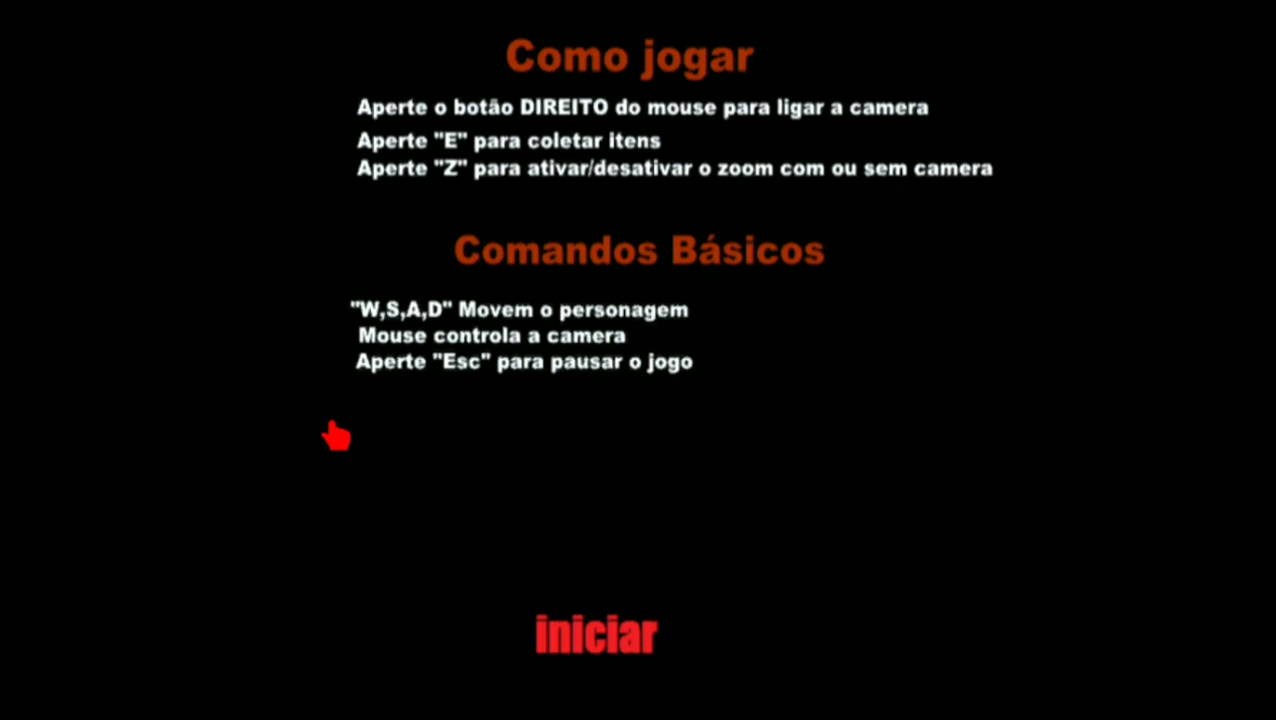 Como jogar
Aperte o botão DIREITO do mouse para ligar a camera
Aperte "E" para coletar itens
Aperte "Z" para ativar/desativar o zoom com ou sem camera
Comandos Básicos
"W,S,A,D" Movem o personagem
Mouse controla a camera
Aperte "Esc" para pausar o jogo
iniciar